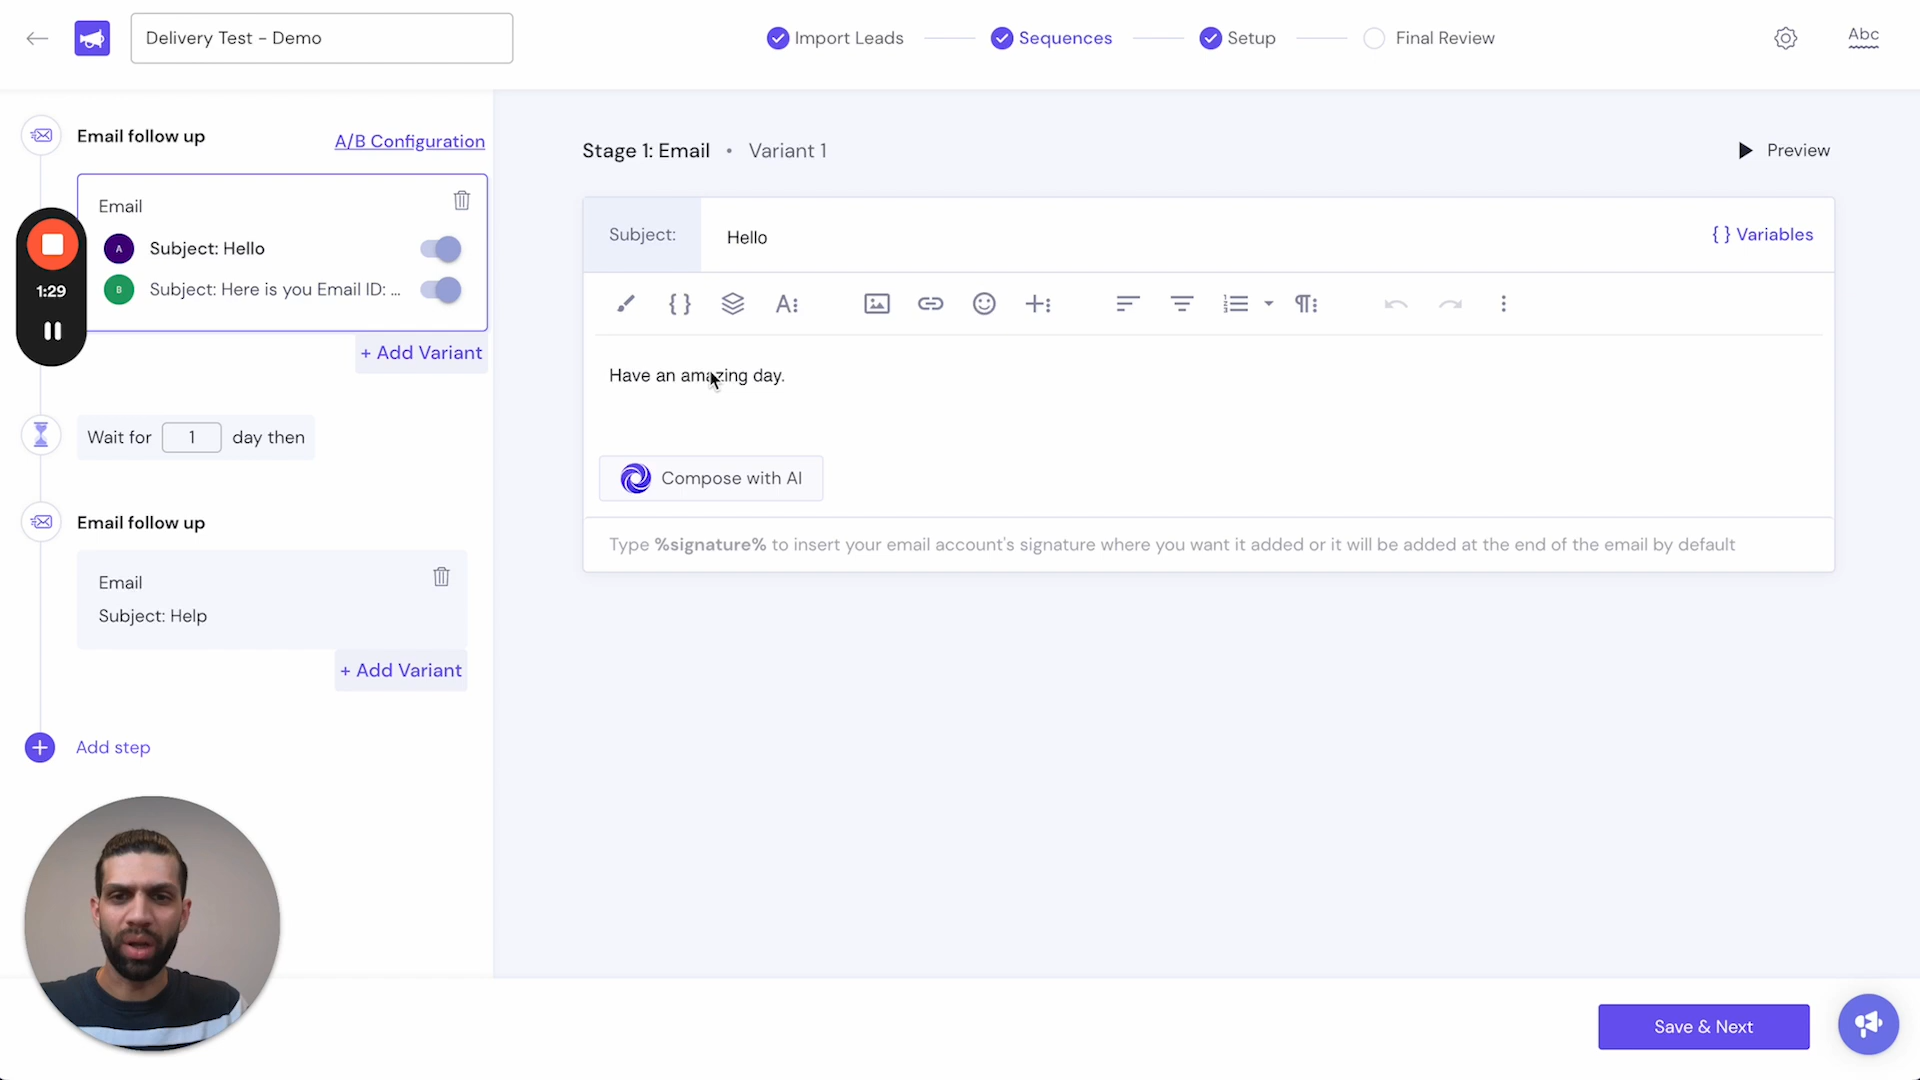 Delivery Test - Demo
Import Leads
Sequences
Setup
Final Review
Abc
Email follow up
A/B Configuration
Email
A
Subject: Hello
B
Subject: Here is you Email ID: ...
1:29
+ Add Variant
Wait for 1 day then
Email follow up
Email
Subject: Help
+ Add Variant
Add step
Stage 1: Email • Variant 1
Preview
Subject:
Hello
{ } Variables
Have an amazing day.
Compose with AI
Type %signature% to insert your email account's signature where you want it added or it will be added at the end of the email by default
Save & Next